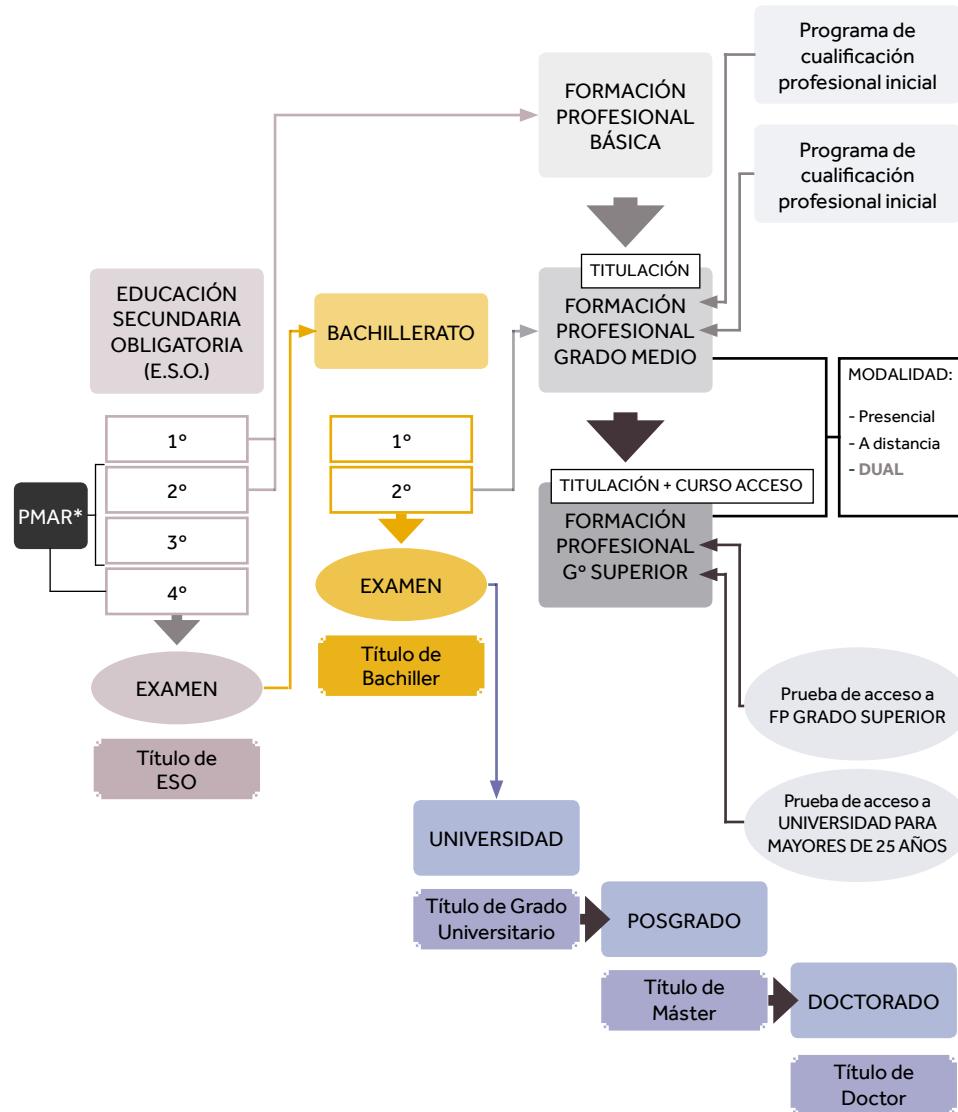 Programa de
cualificación
profesional inicial
FORMACIÓN
PROFESIONAL
BÁSICA
Programa de
cualificación
profesional inicial
TITULACIÓN
EDUCACIÓN
SECUNDARIA
OBLIGATORIA
(E.S.O.)
BACHILLERATO
FORMACIÓN
PROFESIONAL
GRADO MEDIO
MODALIDAD:
- Presencial
- A distancia
- DUAL
1º
2º
3º
4º
PMAR*
1º
2º
TITULACIÓN + CURSO ACCESO
FORMACIÓN
PROFESIONAL
Gº SUPERIOR
EXAMEN
Título de
Bachiller
EXAMEN
Título de
ESO
Prueba de acceso a
FP GRADO SUPERIOR
Prueba de acceso a
UNIVERSIDAD PARA
MAYORES DE 25 AÑOS
UNIVERSIDAD
Título de Grado
Universitario
POSGRADO
Título de
Máster
DOCTORADO
Título de
Doctor